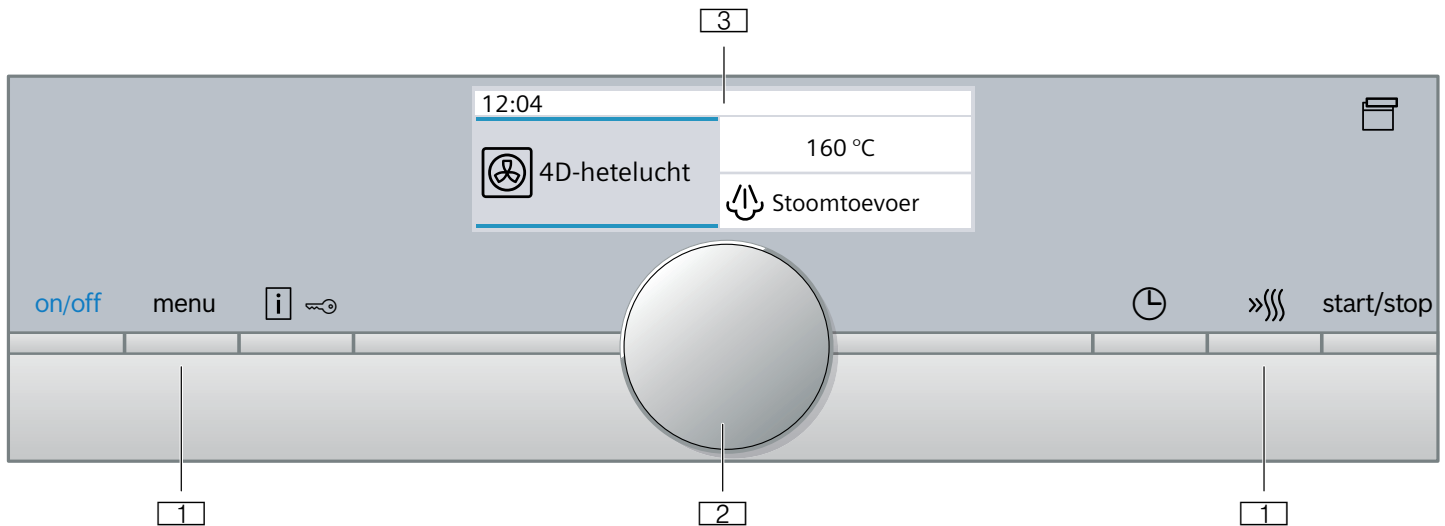 3
12:04
160 °C
4D-hetelucht
Stoomtoevoer
on/off menu i start/stop
1 2 1